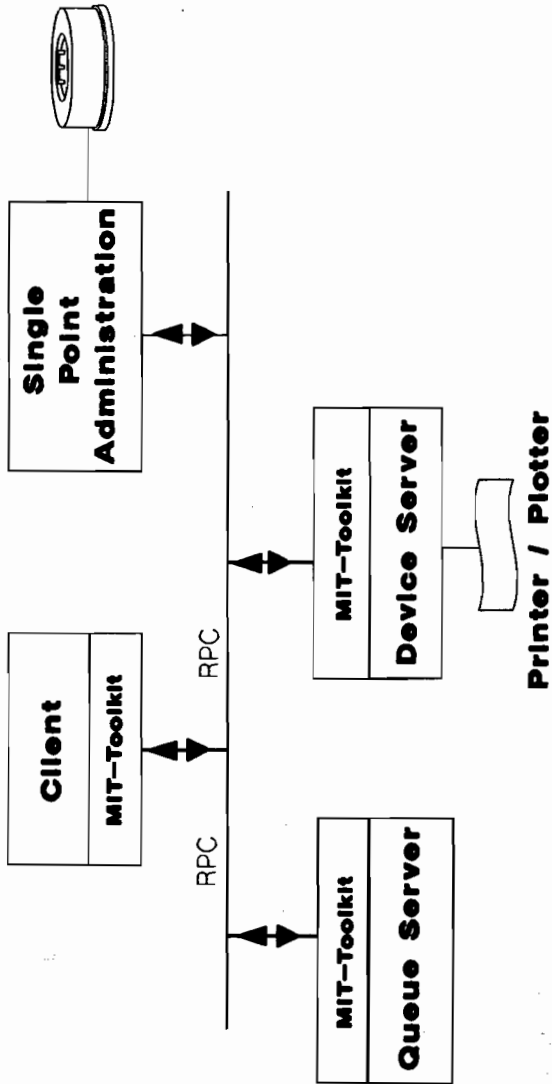 Client
MIT-Toolkit
Single
Point
Administration
RPC
RPC
MIT-Toolkit
Queue Server
MIT-Toolkit
Device Server
Printer / Plotter